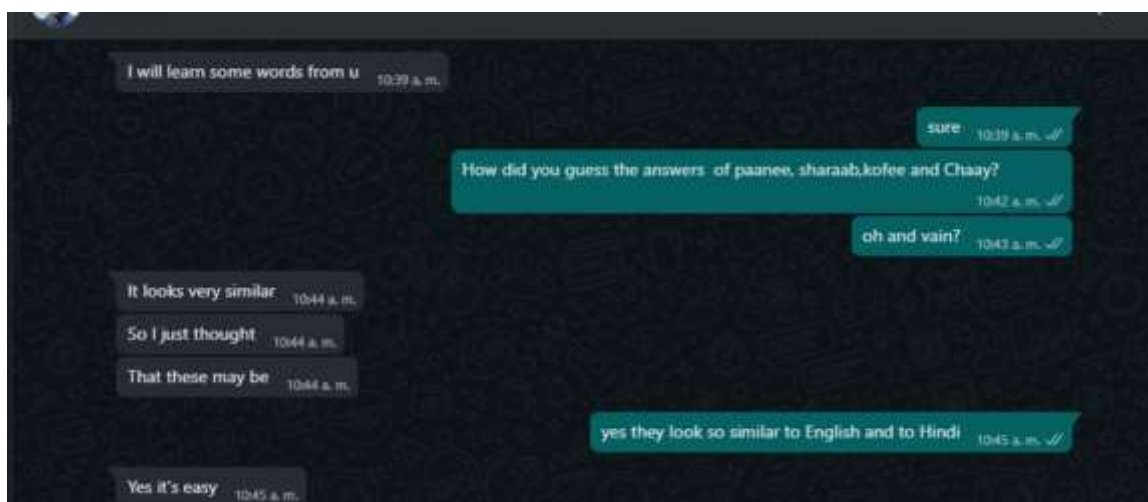 I will learn some words from u 10:39 a. m.
sure 10:39 a. m.
How did you guess the answers of paanee, sharaab,kofee and Chaay?
10:42 a. m.
oh and vain? 10:43 a. m.
It looks very similar 10:44 a. m.
So I just thought 10:44 a. m.
That these may be 10:44 a. m.
yes they look so similar to English and to Hindi 10:45 a. m.
Yes it's easy 10:45 a. m.